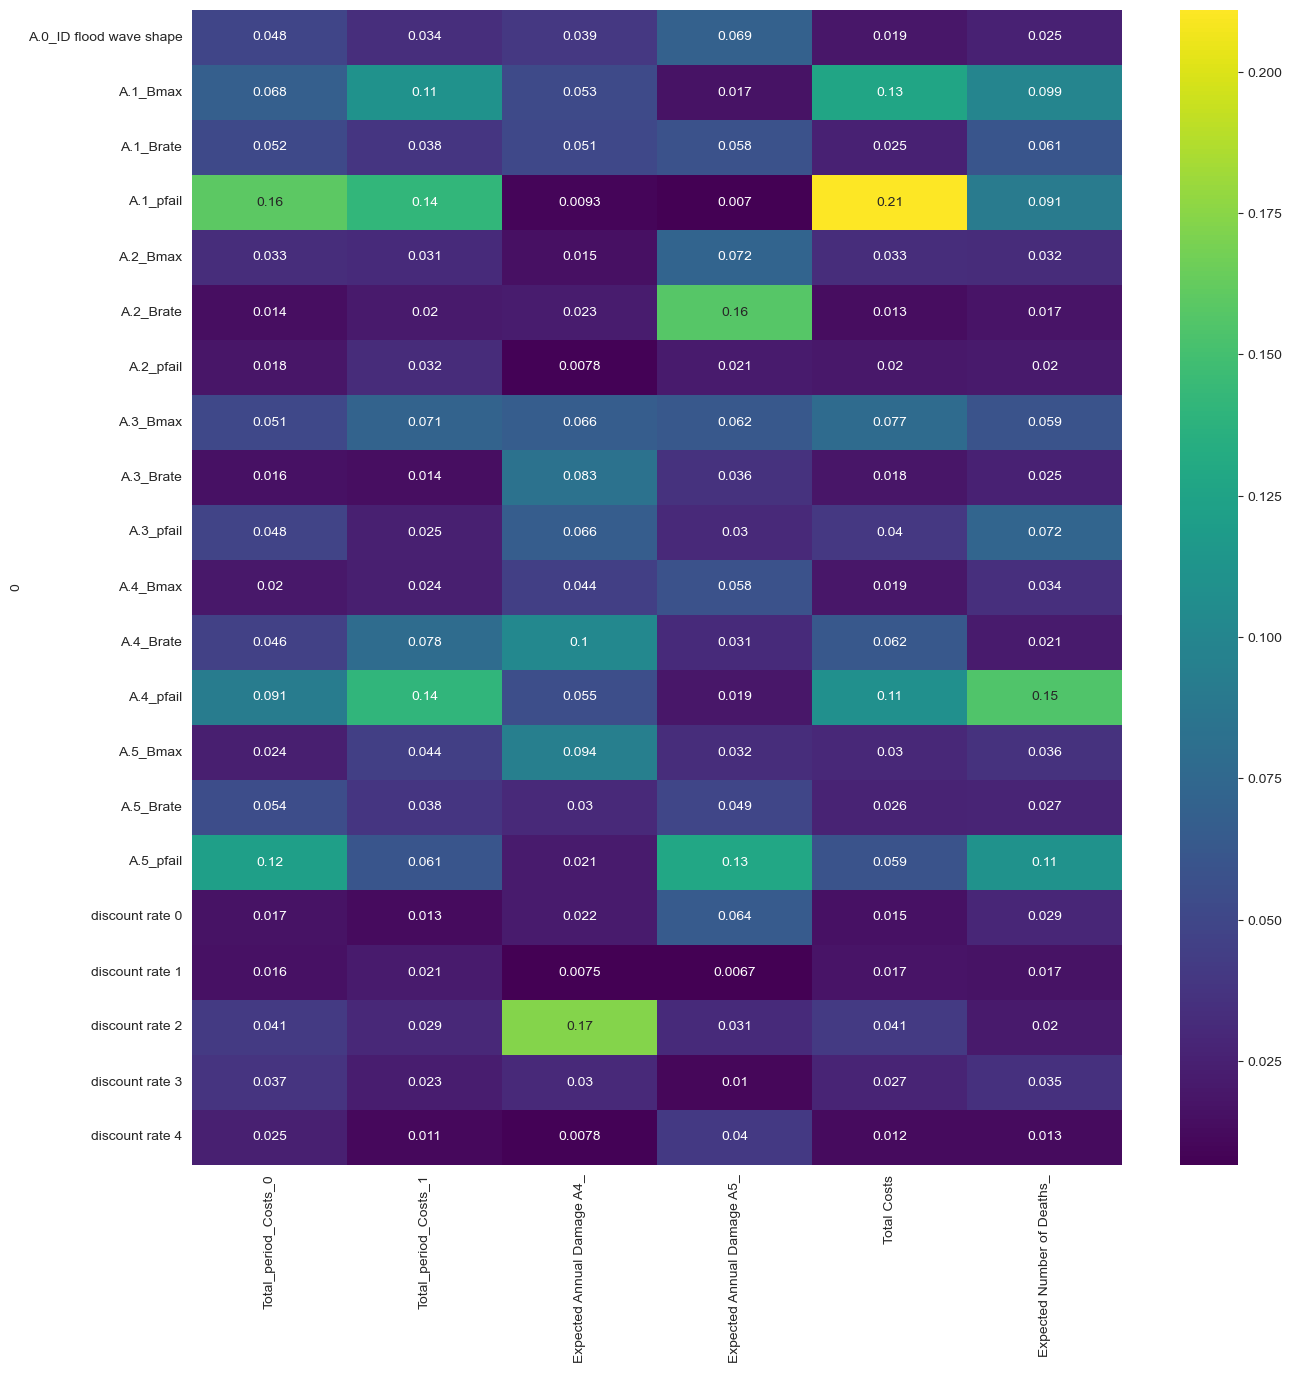 A.0_ID flood wave shape 0.048 0.034 0.039 0.069 0.019 0.025
A.1_Bmax 0.068 0.11 0.053 0.017 0.13 0.099
A.1_Brate 0.052 0.038 0.051 0.058 0.025 0.061
A.1_pfail 0.16 0.14 0.0093 0.007 0.21 0.091
A.2_Bmax 0.033 0.031 0.015 0.072 0.033 0.032
A.2_Brate 0.014 0.02 0.023 0.16 0.013 0.017
A.2_pfail 0.018 0.032 0.0078 0.021 0.02 0.02
A.3_Bmax 0.051 0.071 0.066 0.062 0.077 0.059
A.3_Brate 0.016 0.014 0.083 0.036 0.018 0.025
A.3_pfail 0.048 0.025 0.066 0.03 0.04 0.072
A.4_Bmax 0.02 0.024 0.044 0.058 0.019 0.034
A.4_Brate 0.046 0.078 0.1 0.031 0.062 0.021
A.4_pfail 0.091 0.14 0.055 0.019 0.11 0.15
A.5_Bmax 0.024 0.044 0.094 0.032 0.03 0.036
A.5_Brate 0.054 0.038 0.03 0.049 0.026 0.027
A.5_pfail 0.12 0.061 0.021 0.13 0.059 0.11
discount rate 0 0.017 0.013 0.022 0.064 0.015 0.029
discount rate 1 0.016 0.021 0.0075 0.0067 0.017 0.017
discount rate 2 0.041 0.029 0.17 0.031 0.041 0.02
discount rate 3 0.037 0.023 0.03 0.01 0.027 0.035
discount rate 4 0.025 0.011 0.0078 0.04 0.012 0.013
0
Total_period_Costs_0
Total_period_Costs_1
Expected Annual Damage A4_
Expected Annual Damage A5_
Total Costs
Expected Number of Deaths_
0.200
0.175
0.150
0.125
0.100
0.075
0.050
0.025